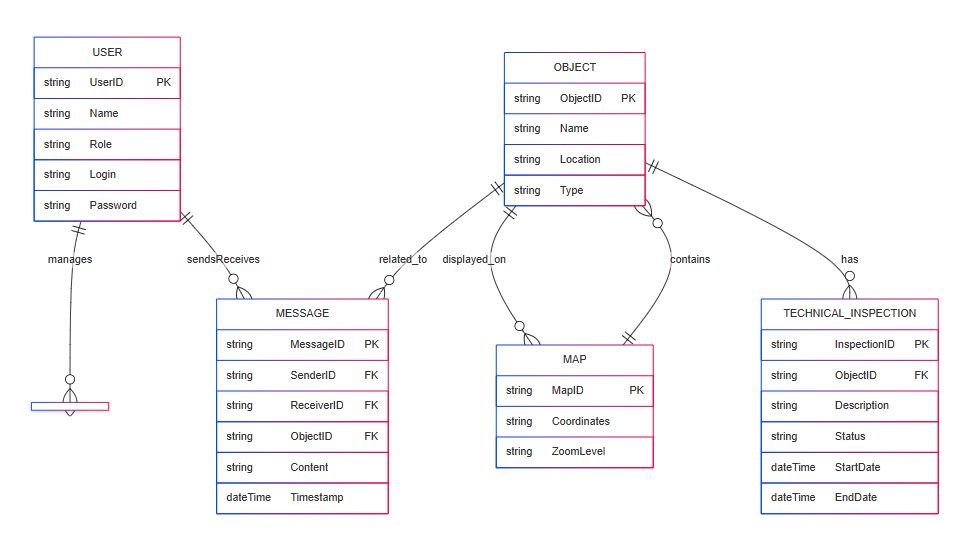 USER
string UserID PK
string Name
string Role
string Login
string Password
OBJECT
string ObjectID PK
string Name
string Location
string Type
manages
sendsReceives
related_to
displayed_on
contains
has
MESSAGE
string MessageID PK
string SenderID FK
string ReceiverID FK
string ObjectID FK
string Content
dateTime Timestamp
MAP
string MapID PK
string Coordinates
string ZoomLevel
TECHNICAL_INSPECTION
string InspectionID PK
string ObjectID FK
string Description
string Status
dateTime StartDate
dateTime EndDate